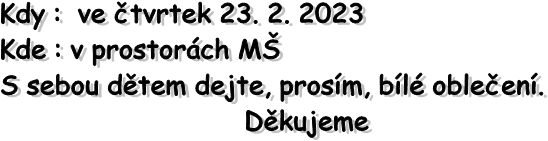 Kdy : ve čtvrtek 23. 2. 2023
Kde : v prostorách MŠ
S sebou dětem dejte, prosím, bílé oblečení.
Děkujeme